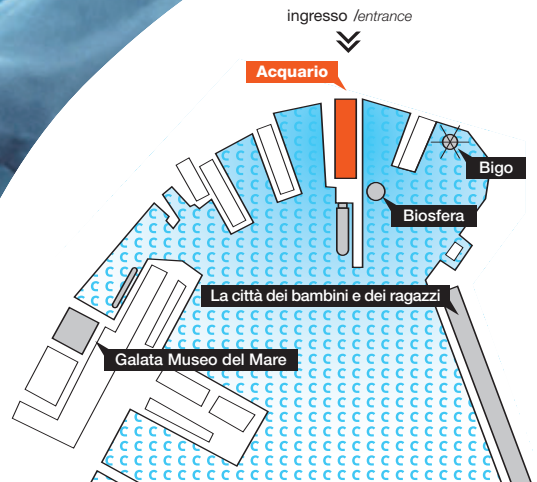 ingresso /entrance
Acquario
Bigo
Biosfera
La città dei bambini e dei ragazzi
Galata Museo del Mare